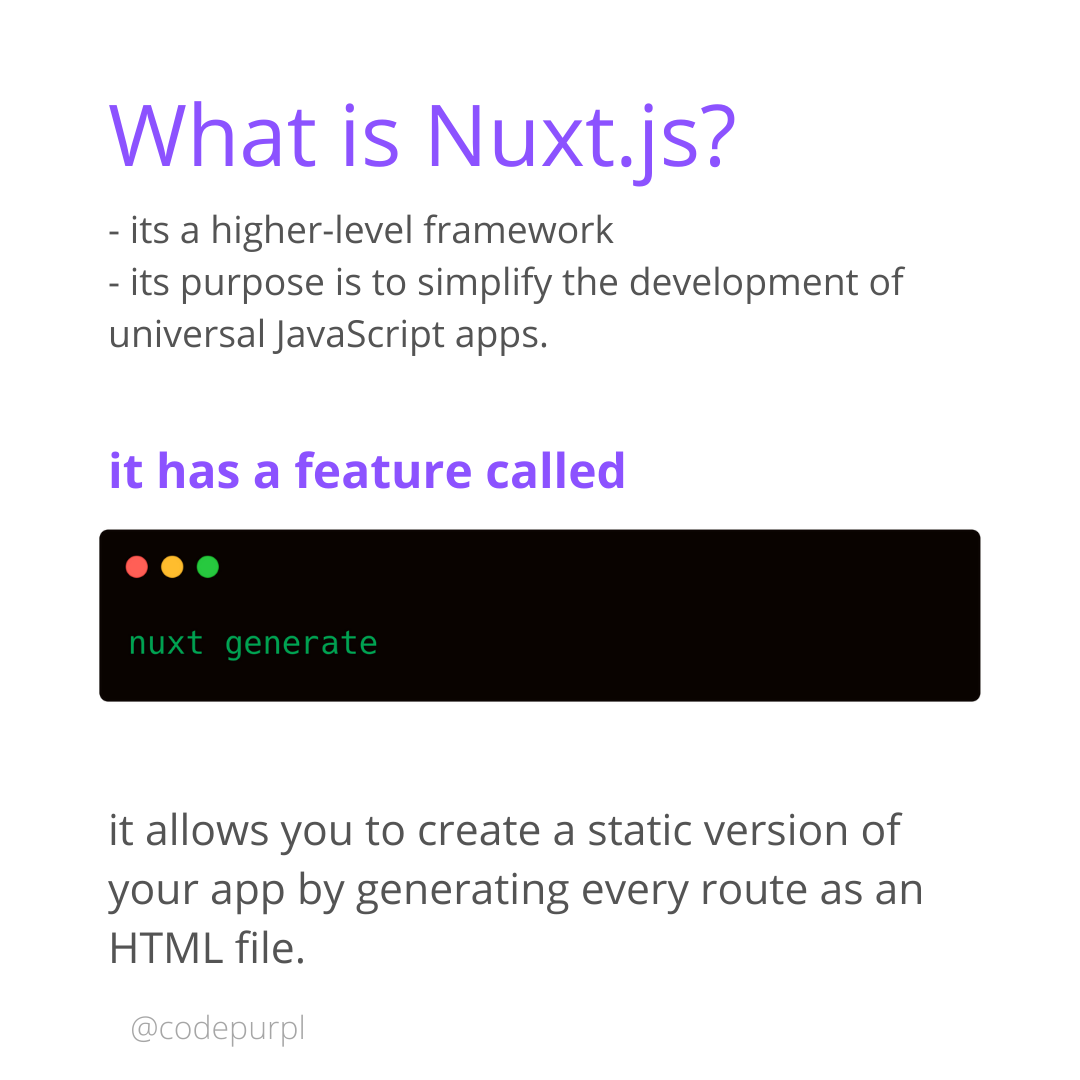 What is Nuxt.js?
- its a higher-level framework
- its purpose is to simplify the development of
universal JavaScript apps.
it has a feature called
nuxt generate
it allows you to create a static version of
your app by generating every route as an
HTML file.
@codepurpl